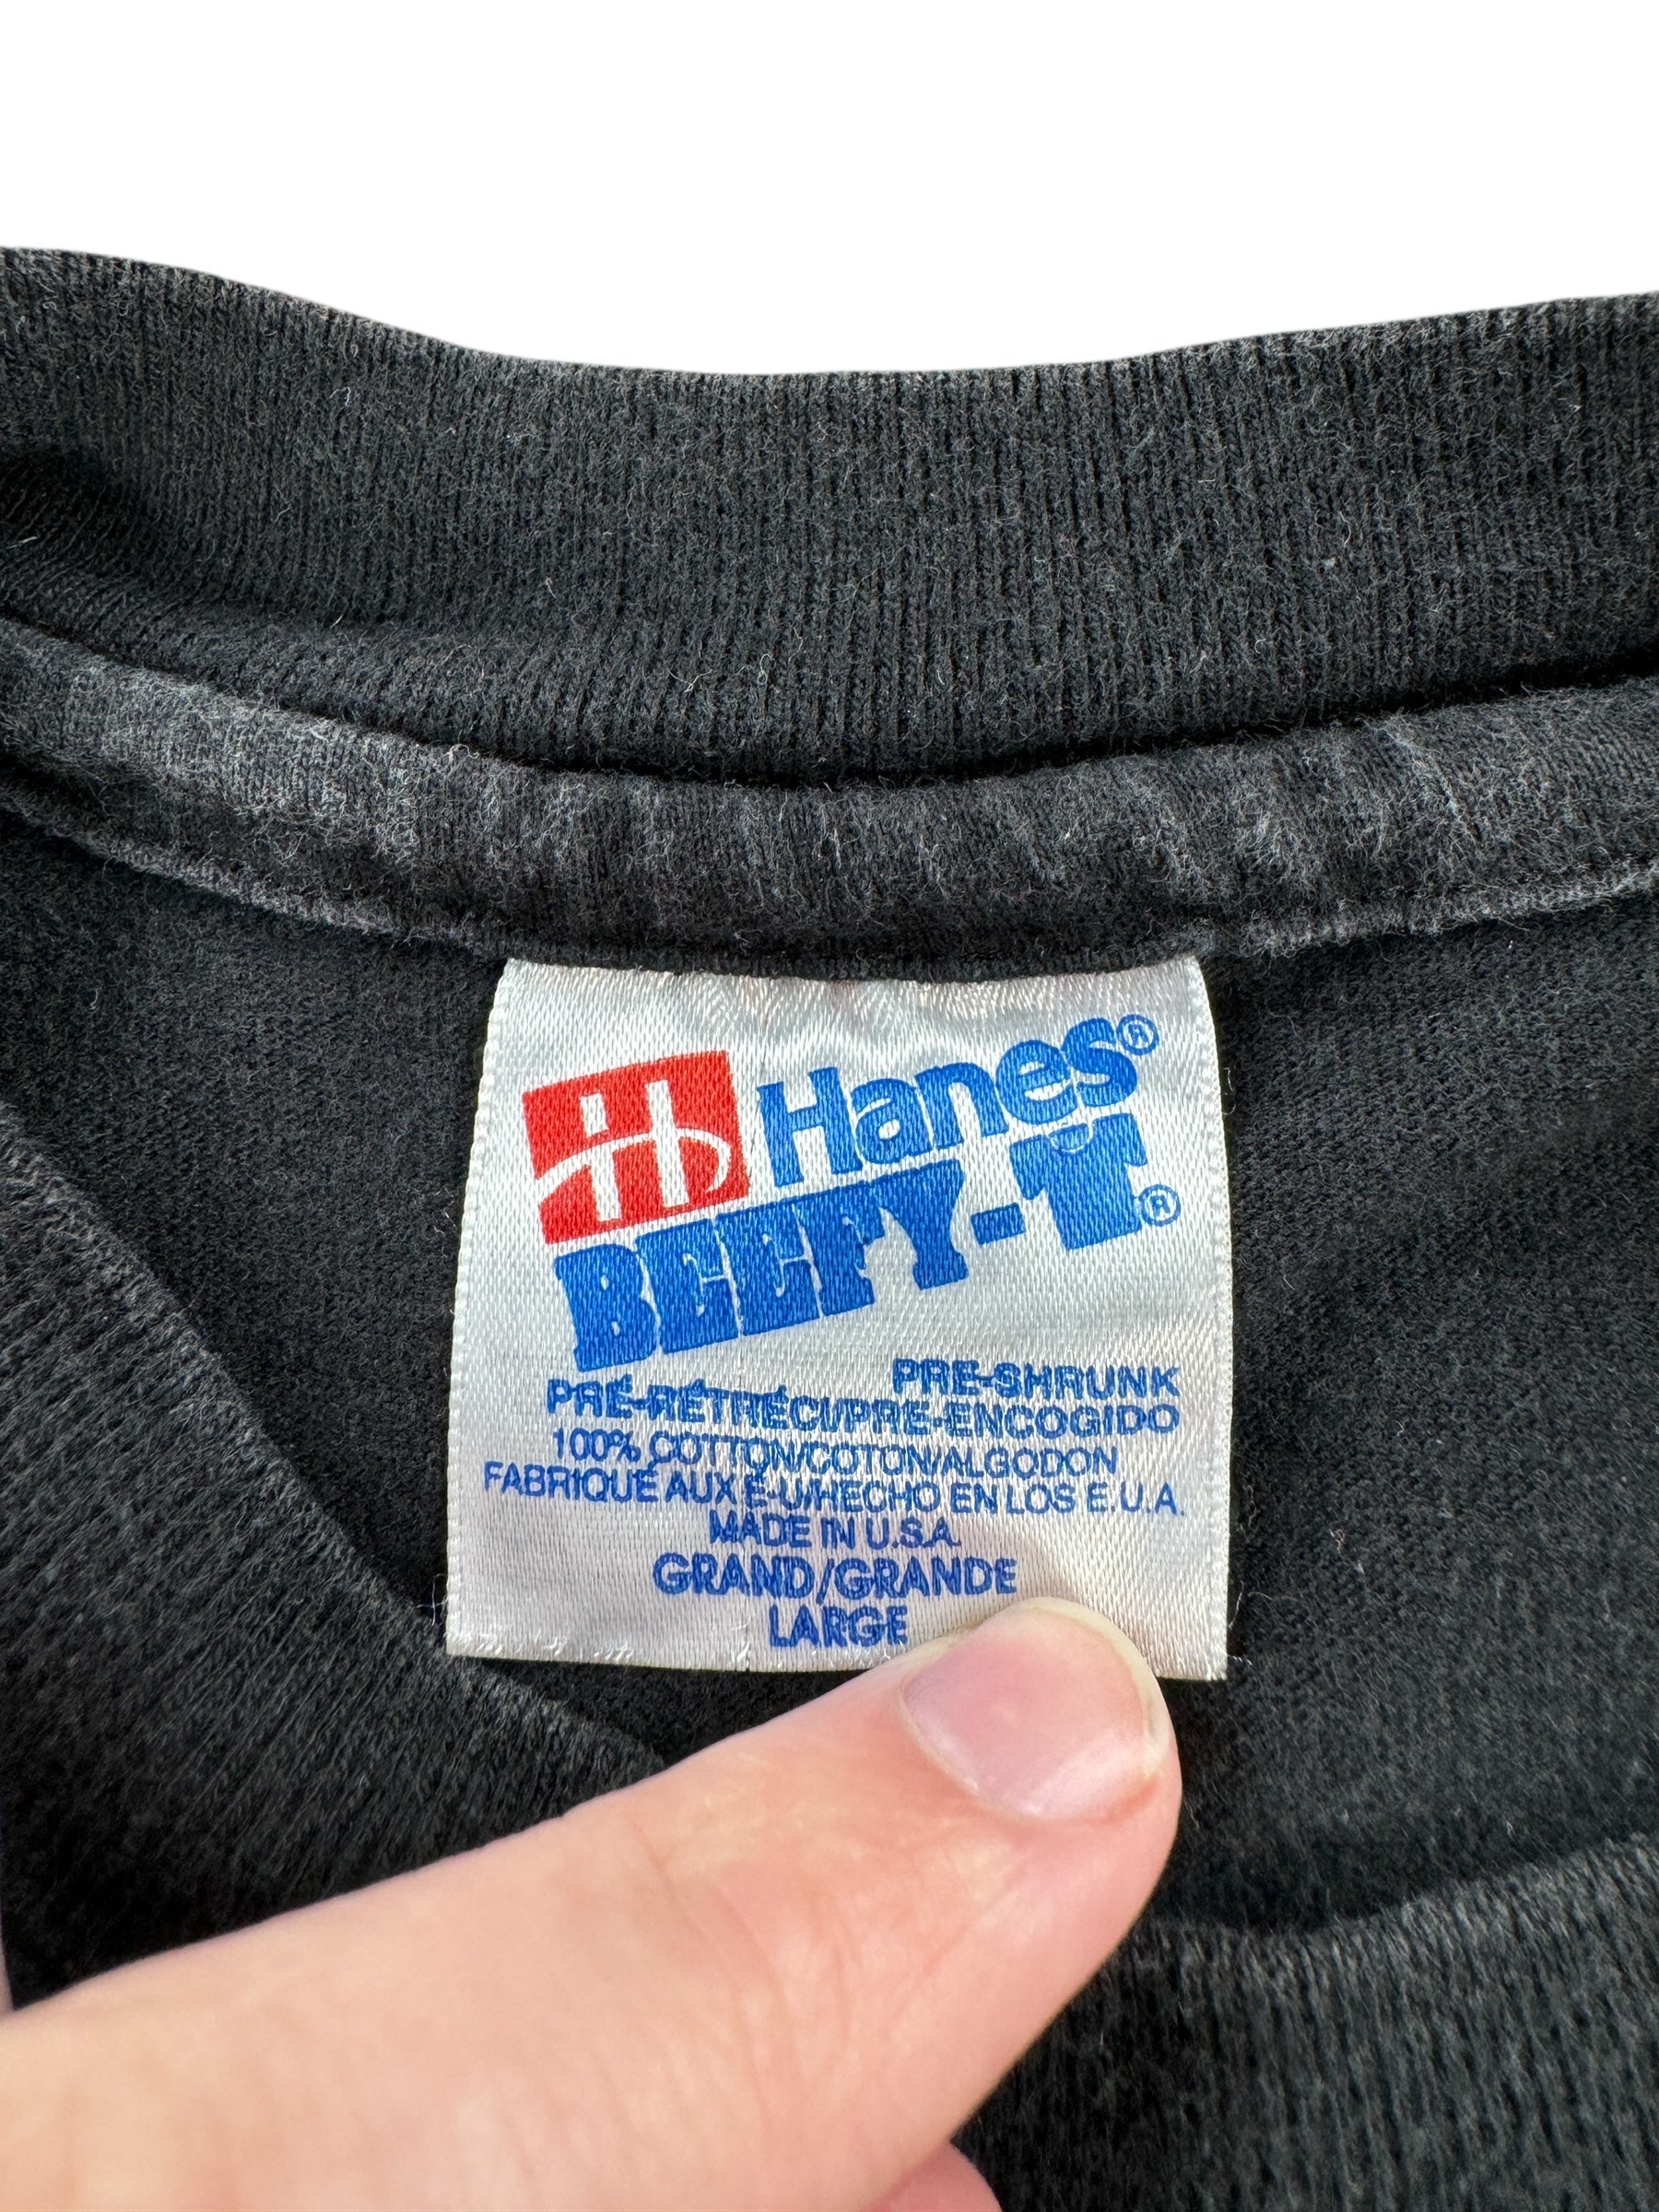 Hanes®
BEEFY-T®
PRE-SHRUNK
PRÉ-RÉTRÉCI/PRE-ENCOGIDO
100% COTTON/COTON/ALGODON
FABRIQUÉ AUX É-U/HECHO EN LOS E.U.A.
MADE IN U.S.A.
GRAND/GRANDE
LARGE